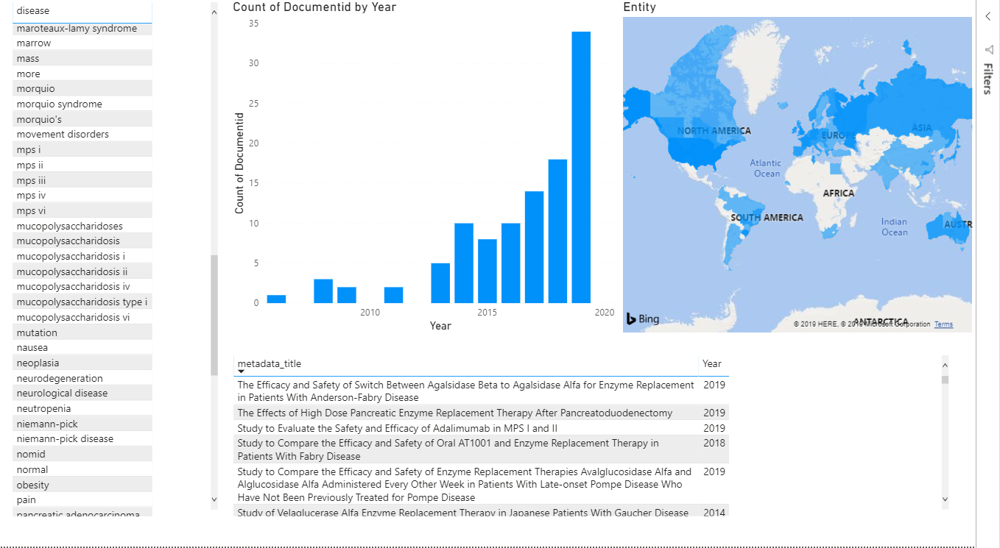 disease
maroteaux-lamy syndrome
marrow
mass
more
morquio
morquio syndrome
morquio's
movement disorders
mps i
mps ii
mps iii
mps iv
mps vi
mucopolysaccharidoses
mucopolysaccharidosis
mucopolysaccharidosis i
mucopolysaccharidosis ii
mucopolysaccharidosis iv
mucopolysaccharidosis type i
mucopolysaccharidosis vi
mutation
nausea
neoplasia
neurodegeneration
neurological disease
neutropenia
niemann-pick
niemann-pick disease
nomid
normal
obesity
pain
pancreatic adenocarcinoma
Count of Documentid by Year
Count of Documentid
35
30
25
20
15
10
5
0
2010
2015
2020
Year
Entity
NORTH AMERICA
EUROPE
ASIA
Atlantic
Ocean
AFRICA
SOUTH AMERICA
Indian
Ocean
AUSTR
ANTARCTICA
Bing
© 2019 HERE, © 2019 Microsoft Corporation Terms
Filters
metadata_title Year
The Efficacy and Safety of Switch Between Agalsidase Beta to Agalsidase Alfa for Enzyme Replacement 2019
in Patients With Anderson-Fabry Disease
The Effects of High Dose Pancreatic Enzyme Replacement Therapy After Pancreatoduodenectomy 2019
Study to Evaluate the Safety and Efficacy of Adalimumab in MPS I and II 2019
Study to Compare the Efficacy and Safety of Oral AT1001 and Enzyme Replacement Therapy in 2018
Patients With Fabry Disease
Study to Compare the Efficacy and Safety of Enzyme Replacement Therapies Avalglucosidase Alfa and 2019
Alglucosidase Alfa Administered Every Other Week in Patients With Late-onset Pompe Disease Who
Have Not Been Previously Treated for Pompe Disease
Study of Velaglucerase Alfa Enzyme Replacement Therapy in Japanese Patients With Gaucher Disease 2014